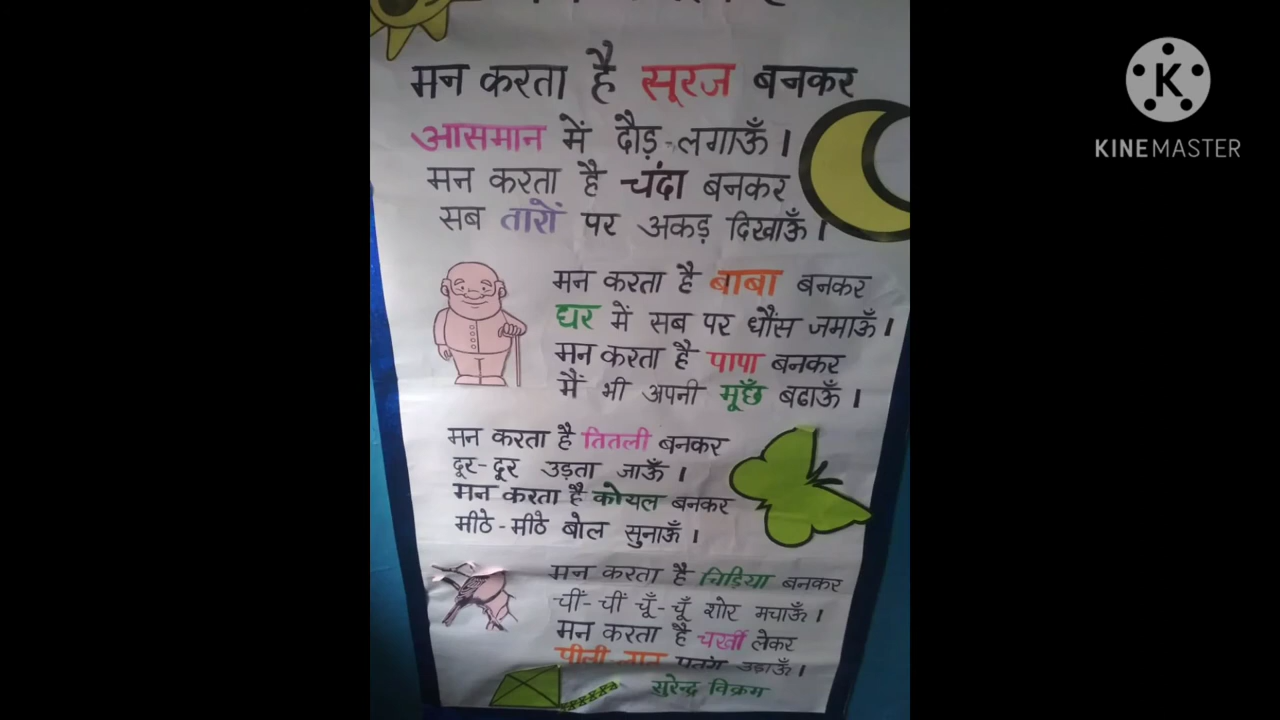 मन करता है सूरज बनकर
आसमान में दौड़-लगाऊँ।
मन करता है चंदा बनकर
सब तारों पर अकड़ दिखाऊँ।
मन करता है बाबा बनकर
घर में सब पर धौंस जमाऊँ।
मन करता है पापा बनकर
मैं भी अपनी मूँछ बढाऊँ।
मन करता है तितली बनकर
दूर-दूर उड़ता जाऊँ।
मन करता है कोयल बनकर
मीठे-मीठे बोल सुनाऊँ।
मन करता है चिड़िया बनकर
चीं-चीं चूँ-चूँ शोर मचाऊँ।
मन करता है चर्खी लेकर
पतंग उड़ाऊँ।
सुरेन्द्र विक्रम
K
KINEMASTER